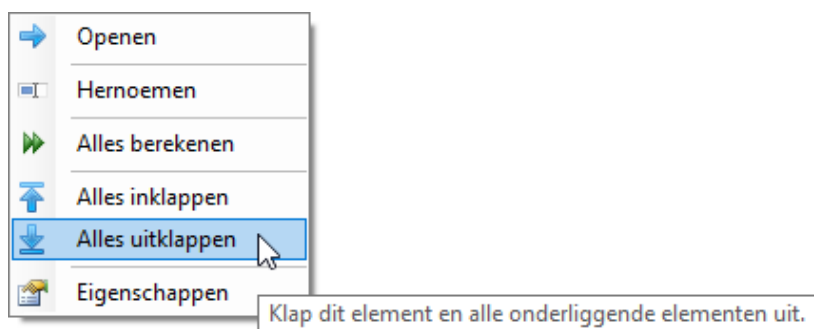 Openen
Hernoemen
Alles berekenen
Alles inklappen
Alles uitklappen
Eigenschappen
Klap dit element en alle onderliggende elementen uit.